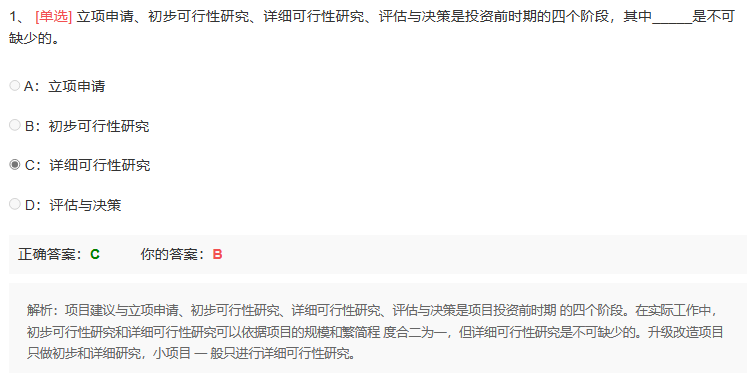 1、 [单选] 立项申请、初步可行性研究、详细可行性研究、评估与决策是投资前时期的四个阶段，其中_____是不可
缺少的。
A：立项申请
B：初步可行性研究
C：详细可行性研究
D：评估与决策
正确答案：C 你的答案：B
解析：项目建议与立项申请、初步可行性研究、详细可行性研究、评估与决策是项目投资前时期 的四个阶段。在实际工作中，
初步可行性研究和详细可行性研究可以依据项目的规模和繁简程 度合二为一，但详细可行性研究是不可缺少的。升级改造项目
只做初步和详细研究，小项目 一 般只进行详细可行性研究。